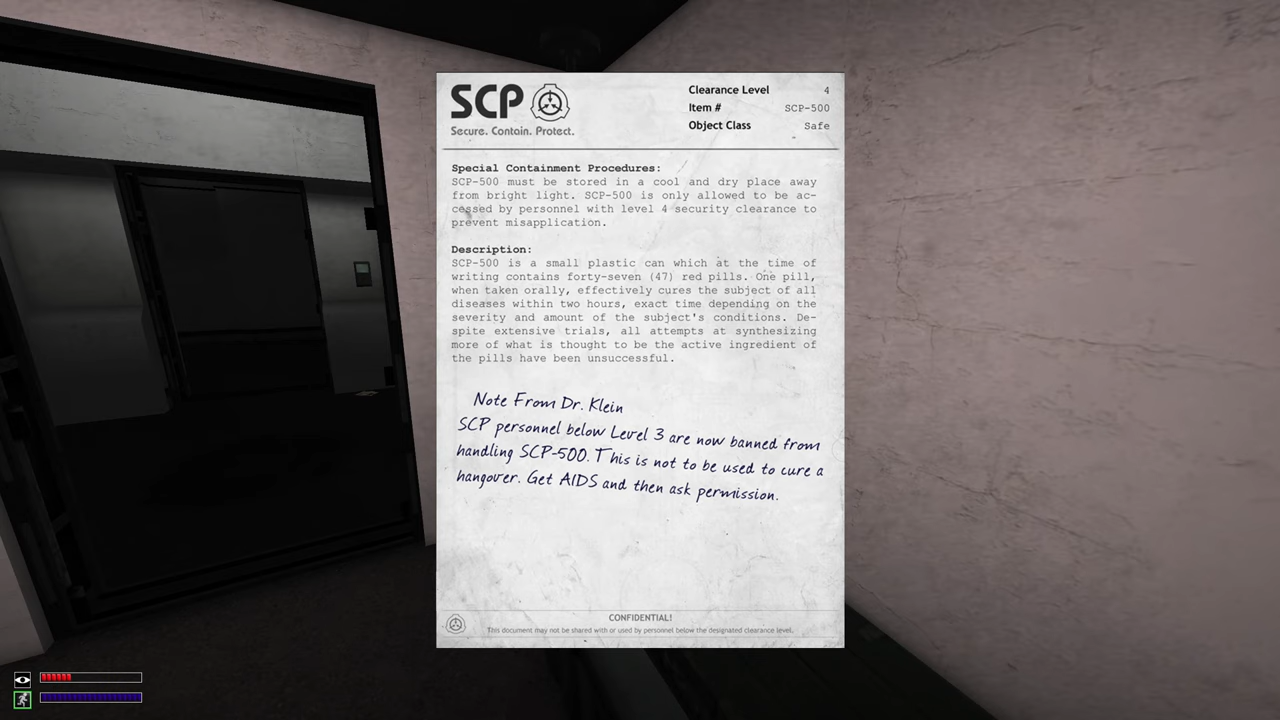 SCP
Secure. Contain. Protect.
Clearance Level 4
Item # SCP-500
Object Class Safe
Special Containment Procedures:
SCP-500 must be stored in a cool and dry place away
from bright light. SCP-500 is only allowed to be ac-
cessed by personnel with level 4 security clearance to
prevent misapplication.
Description:
SCP-500 is a small plastic can which at the time of
writing contains forty-seven (47) red pills. One pill,
when taken orally, effectively cures the subject of all
diseases within two hours, exact time depending on the
severity and amount of the subject's conditions. De-
spite extensive trials, all attempts at synthesizing
more of what is thought to be the active ingredient of
the pills have been unsuccessful.
Note From Dr. Klein
SCP personnel below Level 3 are now banned from
handling SCP-500. This is not to be used to cure a
hangover. Get AIDS and then ask permission.
CONFIDENTIAL!
This document may not be shared with or used by personnel below the designated clearance level.